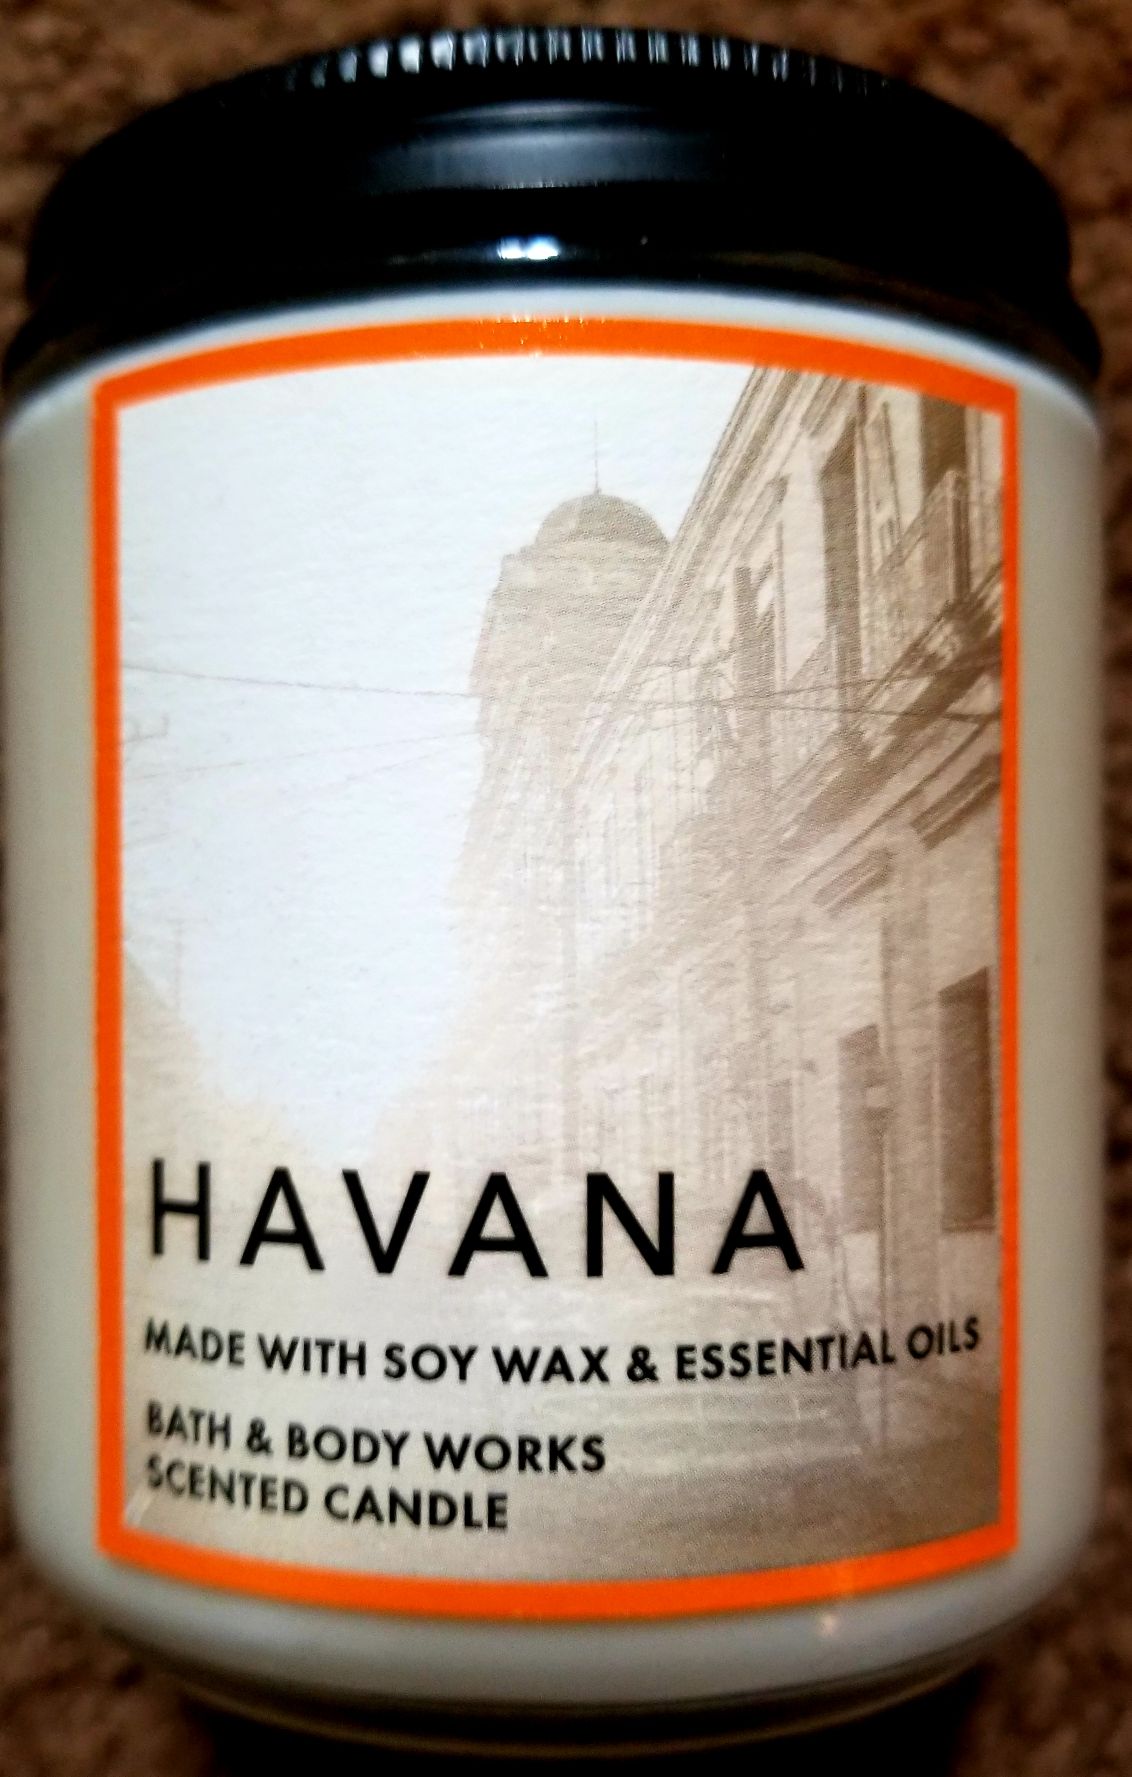 HAVANA
MADE WITH SOY WAX & ESSENTIAL OILS
BATH & BODY WORKS
SCENTED CANDLE